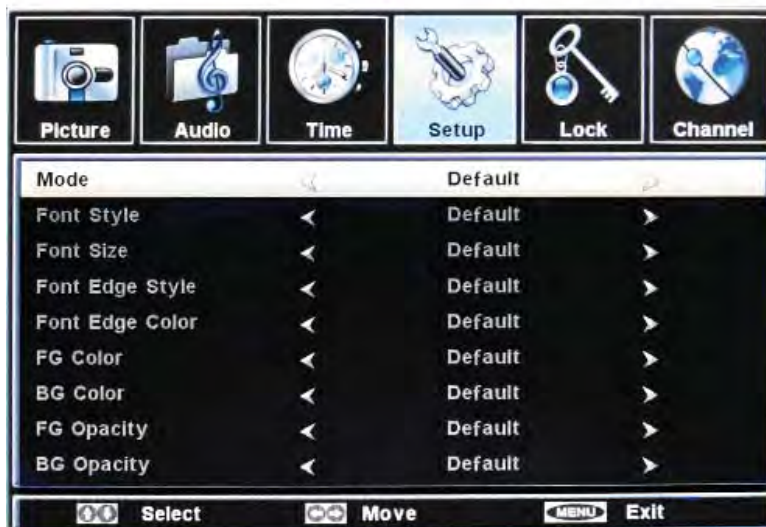 Picture Audio Time Setup Lock Channel
Mode Default
Font Style Default
Font Size Default
Font Edge Style Default
Font Edge Color Default
FG Color Default
BG Color Default
FG Opacity Default
BG Opacity Default
Select Move MENU Exit